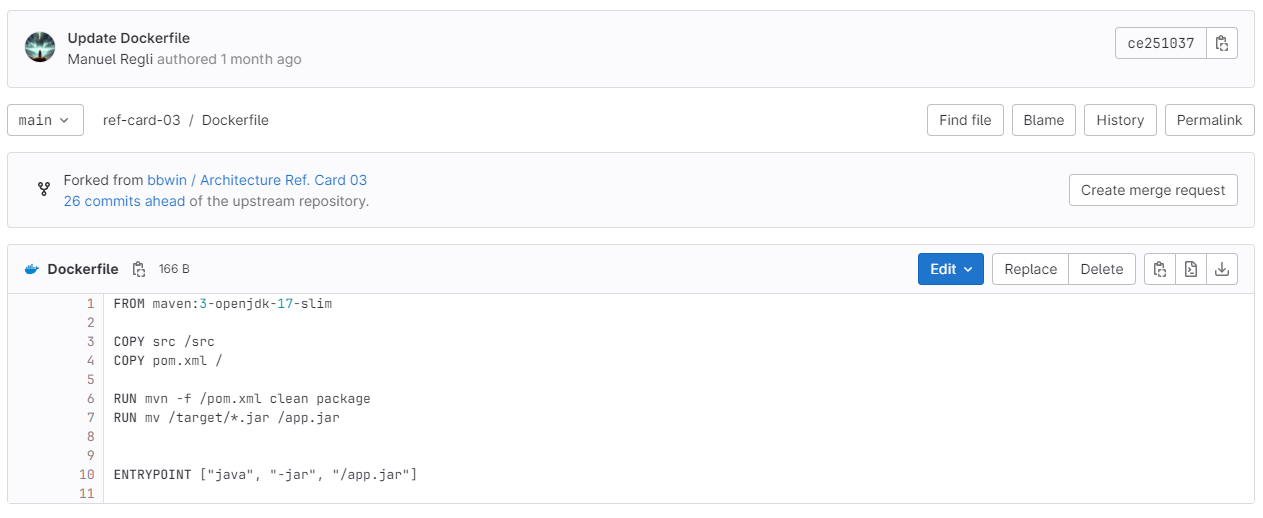 Update Dockerfile
Manuel Regli authored 1 month ago
ce251037
main
ref-card-03 / Dockerfile
Find file
Blame
History
Permalink
Forked from bbwin / Architecture Ref. Card 03
26 commits ahead of the upstream repository.
Create merge request
Dockerfile 166 B
Edit
Replace
Delete
1 FROM maven:3-openjdk-17-slim
2
3 COPY src /src
4 COPY pom.xml /
5
6 RUN mvn -f /pom.xml clean package
7 RUN mv /target/*.jar /app.jar
8
9
10 ENTRYPOINT ["java", "-jar", "/app.jar"]
11